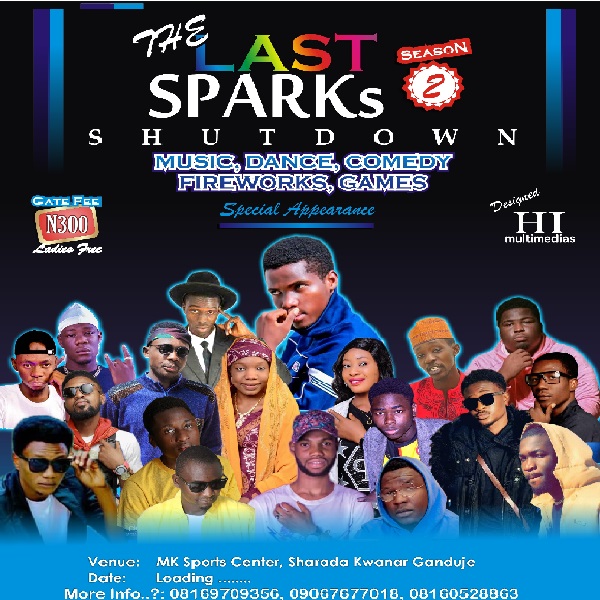 THE
LAST
SPARKs
SEASON
2
SHUTDOWN
MUSIC, DANCE, COMEDY
FIREWORKS, GAMES
Special Appearance
GATE FEE
N300
Ladies Free
Designed
HI
multimedias
Venue: MK Sports Center, Sharada Kwanar Ganduje
Date: Loading ........
More Info..?: 08169709356, 09067677018, 08160528863